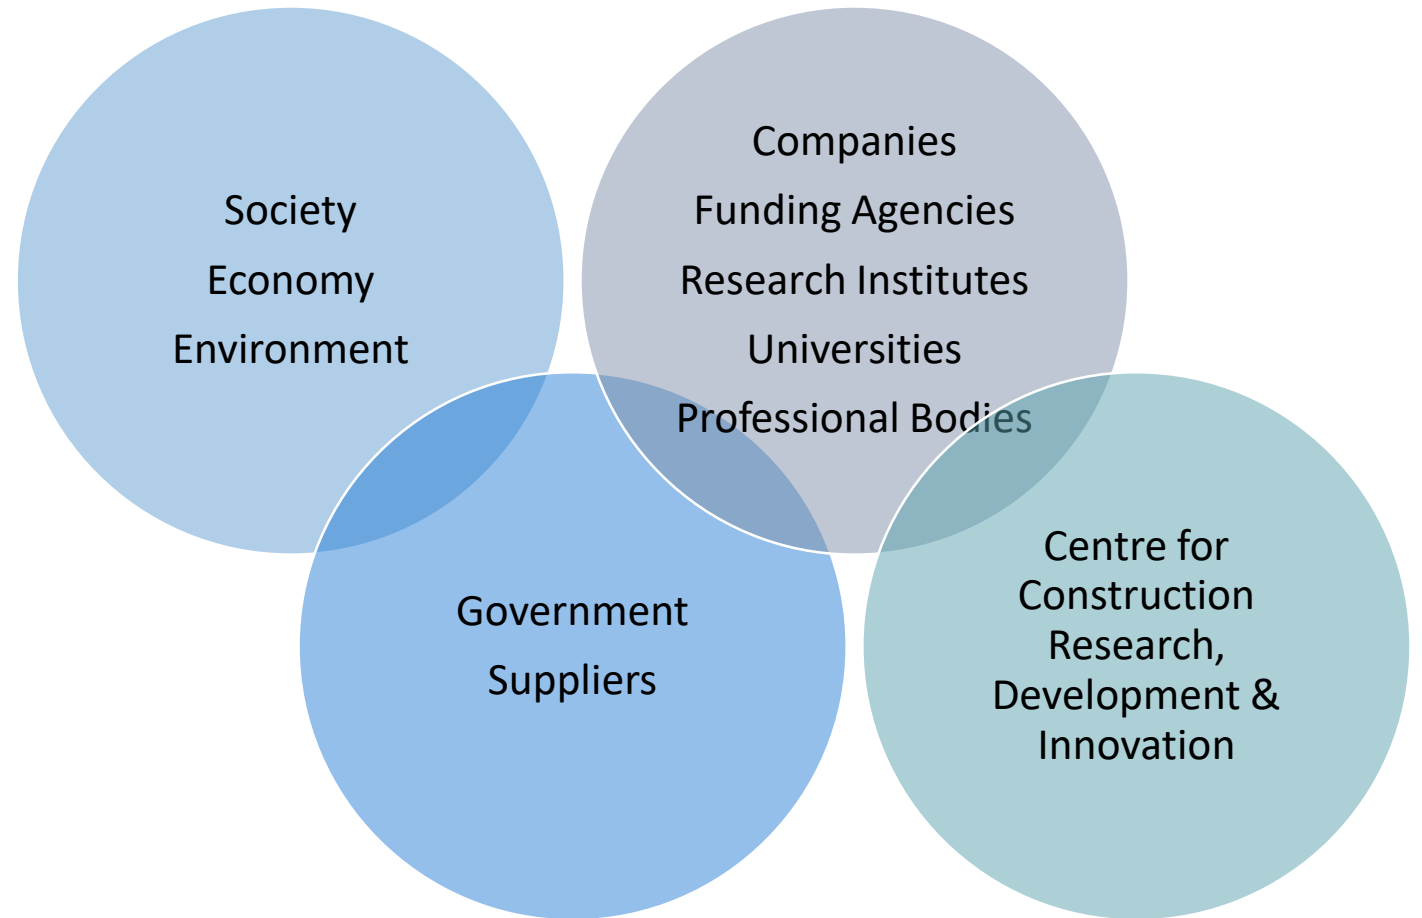 Society
Economy
Environment
Companies
Funding Agencies
Research Institutes
Universities
Professional Bodies
Government
Suppliers
Centre for
Construction
Research,
Development &
Innovation